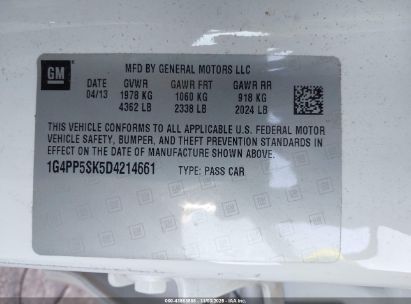 GM
MFD BY GENERAL MOTORS LLC
DATE GVWR GAWR FRT GAWR RR
04/13 1978 KG 1060 KG 918 KG
4362 LB 2338 LB 2024 LB
THIS VEHICLE CONFORMS TO ALL APPLICABLE U.S. FEDERAL MOTOR
VEHICLE SAFETY, BUMPER, AND THEFT PREVENTION STANDARDS IN
EFFECT ON THE DATE OF MANUFACTURE SHOWN ABOVE.
1G4PP5SK5D4214661 TYPE: PASS CAR